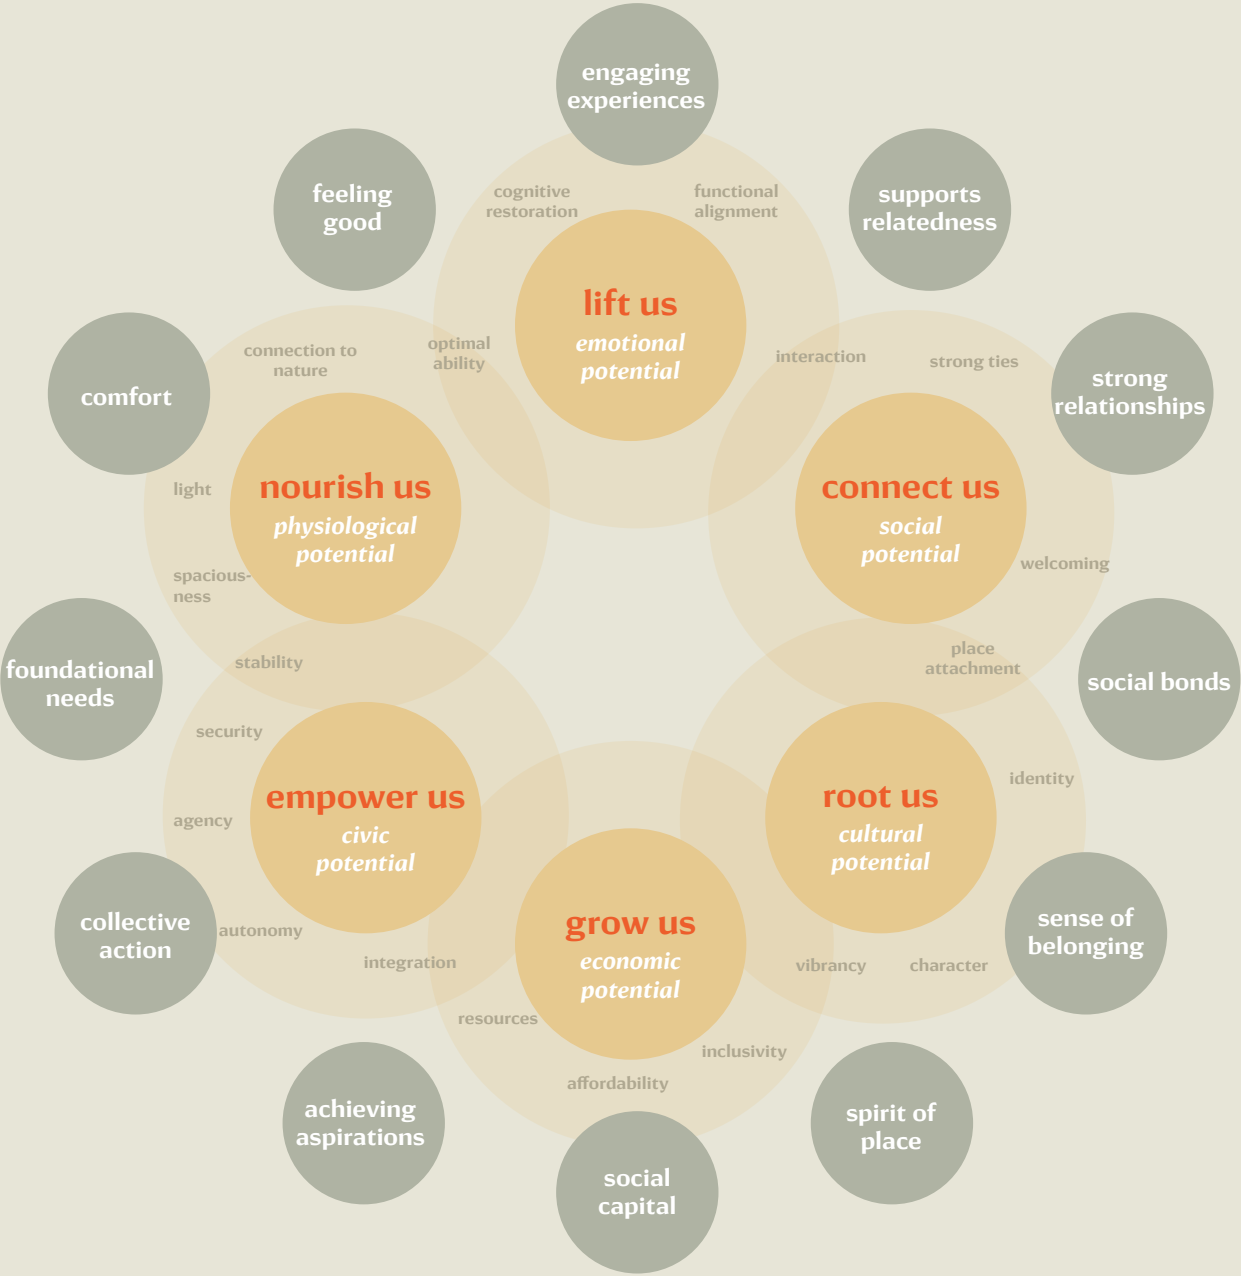 engaging
experiences
feeling
good
supports
relatedness
cognitive
restoration
functional
alignment
lift us
emotional
potential
comfort
connection to
nature
optimal
ability
interaction
strong ties
strong
relationships
light
nourish us
physiological
potential
connect us
social
potential
spacious-
ness
welcoming
foundational
needs
stability
place
attachment
social bonds
security
empower us
civic
potential
agency
root us
cultural
potential
identity
collective
action
autonomy
integration
grow us
economic
potential
vibrancy
character
sense of
belonging
resources
inclusivity
affordability
achieving
aspirations
social
capital
spirit of
place